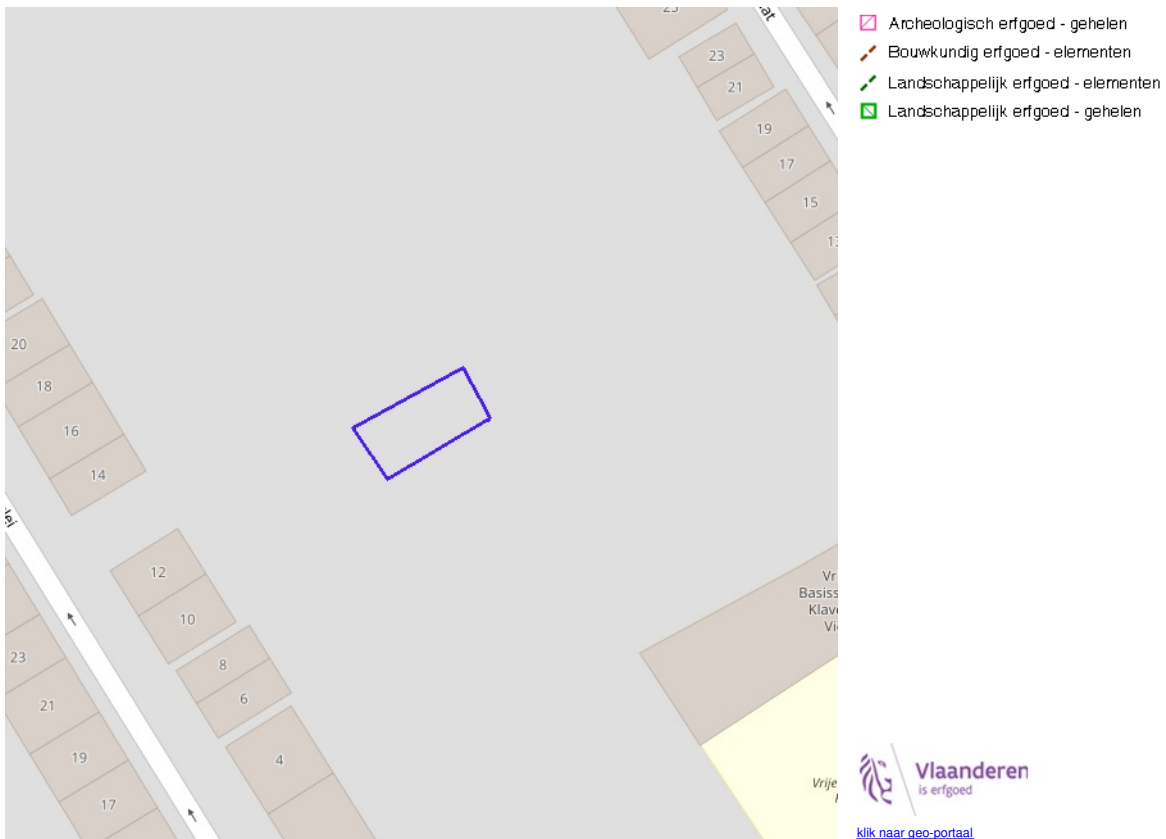 Archeologisch erfgoed - gehelen
Bouwkundig erfgoed - elementen
Landschappelijk erfgoed - elementen
Landschappelijk erfgoed - gehelen
23
21
19
17
15
20
18
16
14
12
10
8
6
4
23
21
19
17
Vlaanderen
is erfgoed
klik naar geo-portaal